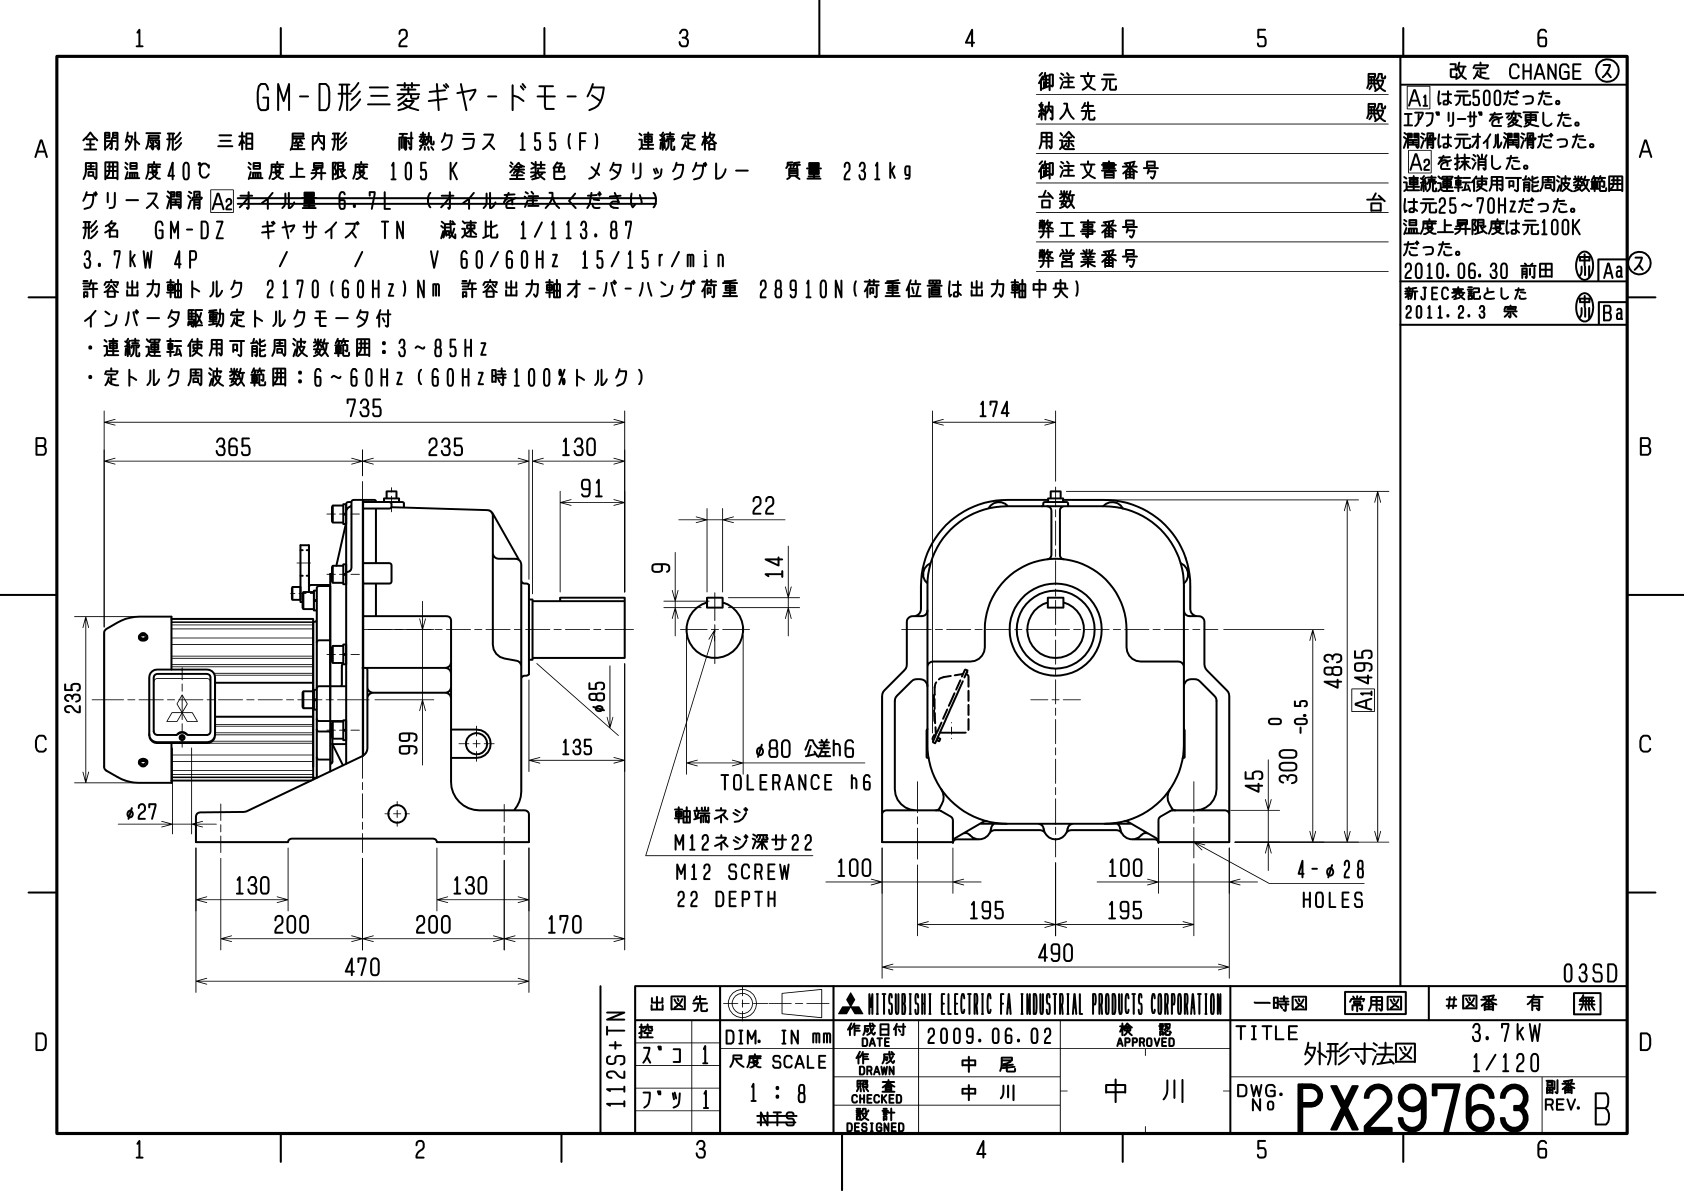 1 2 3 4 5 6
A A
B B
C C
D D
GM-D形三菱ギヤードモータ
全閉外扇形 三相 屋内形 耐熱クラス 155(F) 連続定格
周囲温度40℃ 温度上昇限度 105 K 塗装色 メタリックグレー 質量 231kg
グリース潤滑 A2 オイル量 6.7L (オイルを注入ください)
形名 GM-DZ ギヤサイズ TN 減速比 1/113.87
3.7kW 4P / / V 60/60Hz 15/15r/min
許容出力軸トルク 2170(60Hz)Nm 許容出力軸オーバーハング荷重 28910N(荷重位置は出力軸中央)
インバータ駆動定トルクモータ付
・連続運転使用可能周波数範囲：3～85Hz
・定トルク周波数範囲：6～60Hz(60Hz時100%トルク)
御注文元 殿
納入先 殿
用途
御注文書番号
台数 台
弊工事番号
弊営業番号
改定 CHANGE ス
A1 は元500だった。
エアブリーザを変更した。
潤滑は元オイル潤滑だった。
A2 を抹消した。
連続運転使用可能周波数範囲
は元25～70Hzだった。
温度上昇限度は元100K
だった。
2010.06.30 前田 Aa ス
新JEC表記とした
2011.2.3 宗 Ba
735
365 235 130
91
235
99
φ85
135
φ27
130 130
200 200 170
470
22
9
14
φ80 公差h6
TOLERANCE h6
軸端ネジ
M12ネジ深サ22
M12 SCREW
22 DEPTH
174
483
A1 495
0
-0.5
300
45
100 100
4-φ28
HOLES
195 195
490
03SD
112S+TN
出図先
控
ズコ 1
ブツ 1
DIM. IN mm
尺度 SCALE
1 : 8
NTS
MITSUBISHI ELECTRIC FA INDUSTRIAL PRODUCTS CORPORATION
作成日付
DATE
2009.06.02
検 認
APPROVED
作 成
DRAWN
中 尾
照 査
CHECKED
中 川
中 川
設 計
DESIGNED
一時図 常用図 #図番 有 無
TITLE
外形寸法図
3.7kW
1/120
DWG.
No
PX29763
副番
REV.
B
1 2 3 4 5 6